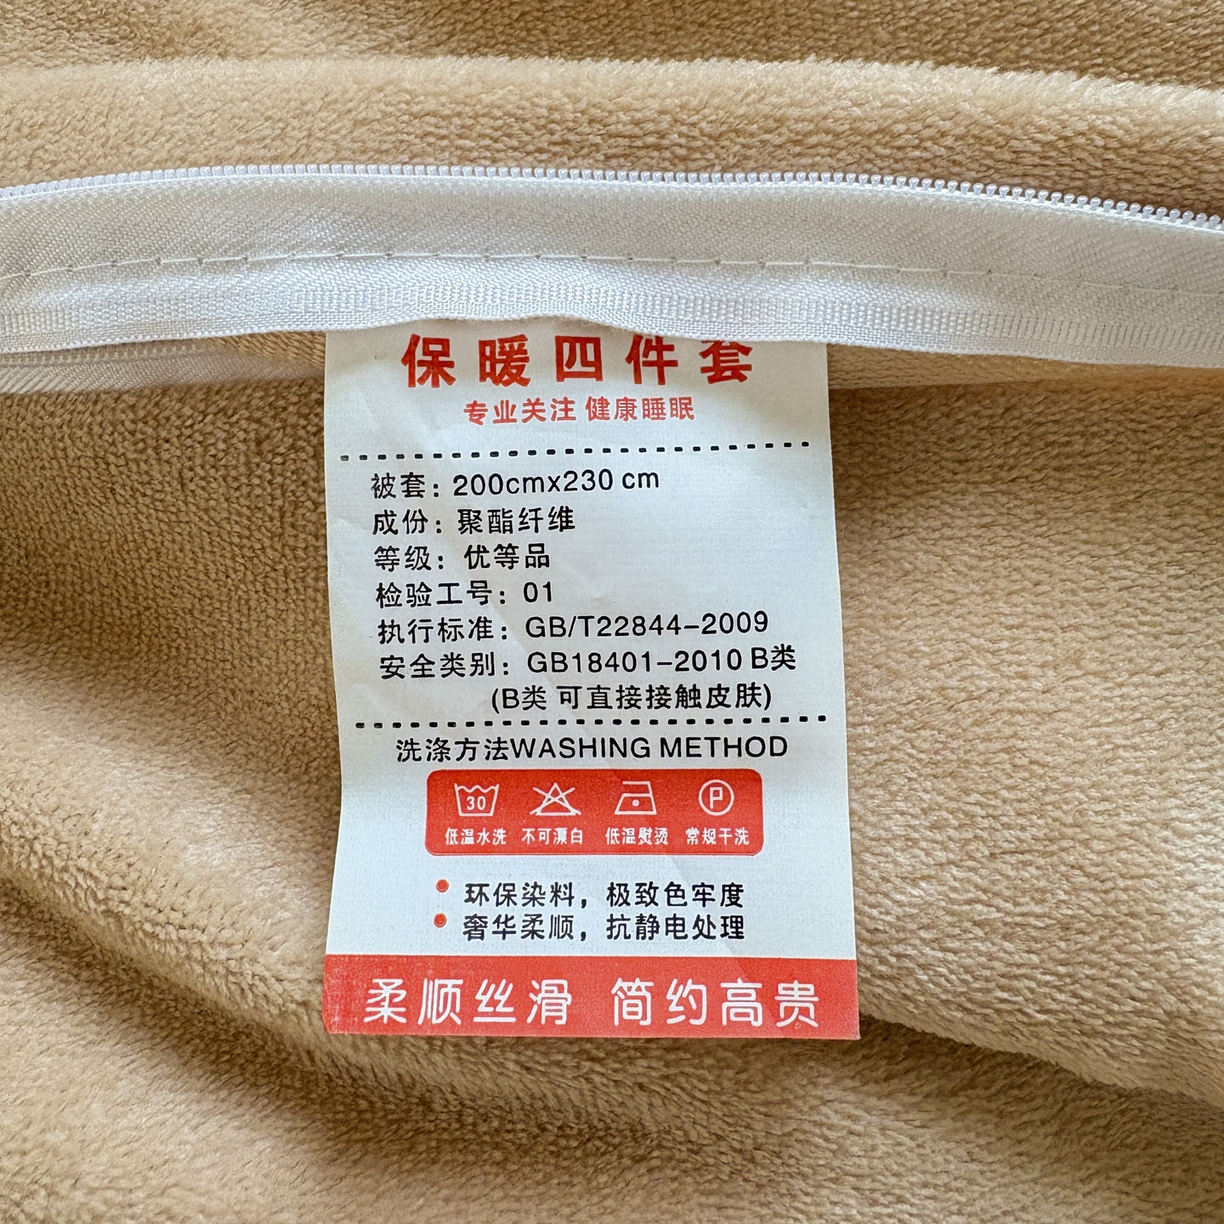 保暖四件套
专业关注 健康睡眠
被套：200cmx230 cm
成份：聚酯纤维
等级：优等品
检验工号：01
执行标准：GB/T22844-2009
安全类别：GB18401-2010 B类
(B类 可直接接触皮肤)
洗涤方法WASHING METHOD
30 P
低温水洗 不可漂白 低温熨烫 常规干洗
环保染料，极致色牢度
奢华柔顺，抗静电处理
柔顺丝滑 简约高贵